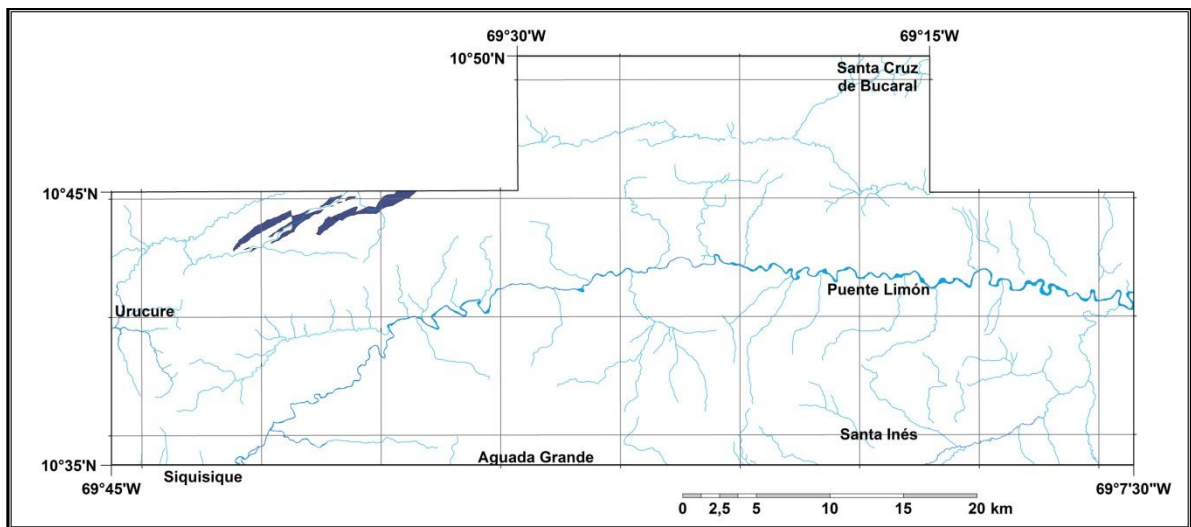 69°30'W
69°15'W
10°50'N
Santa Cruz
de Bucaral
10°45'N
Puente Limón
Urucure
Santa Inés
Aguada Grande
10°35'N
Siquisique
69°45'W
69°7'30"W
0 2,5 5 10 15 20 km